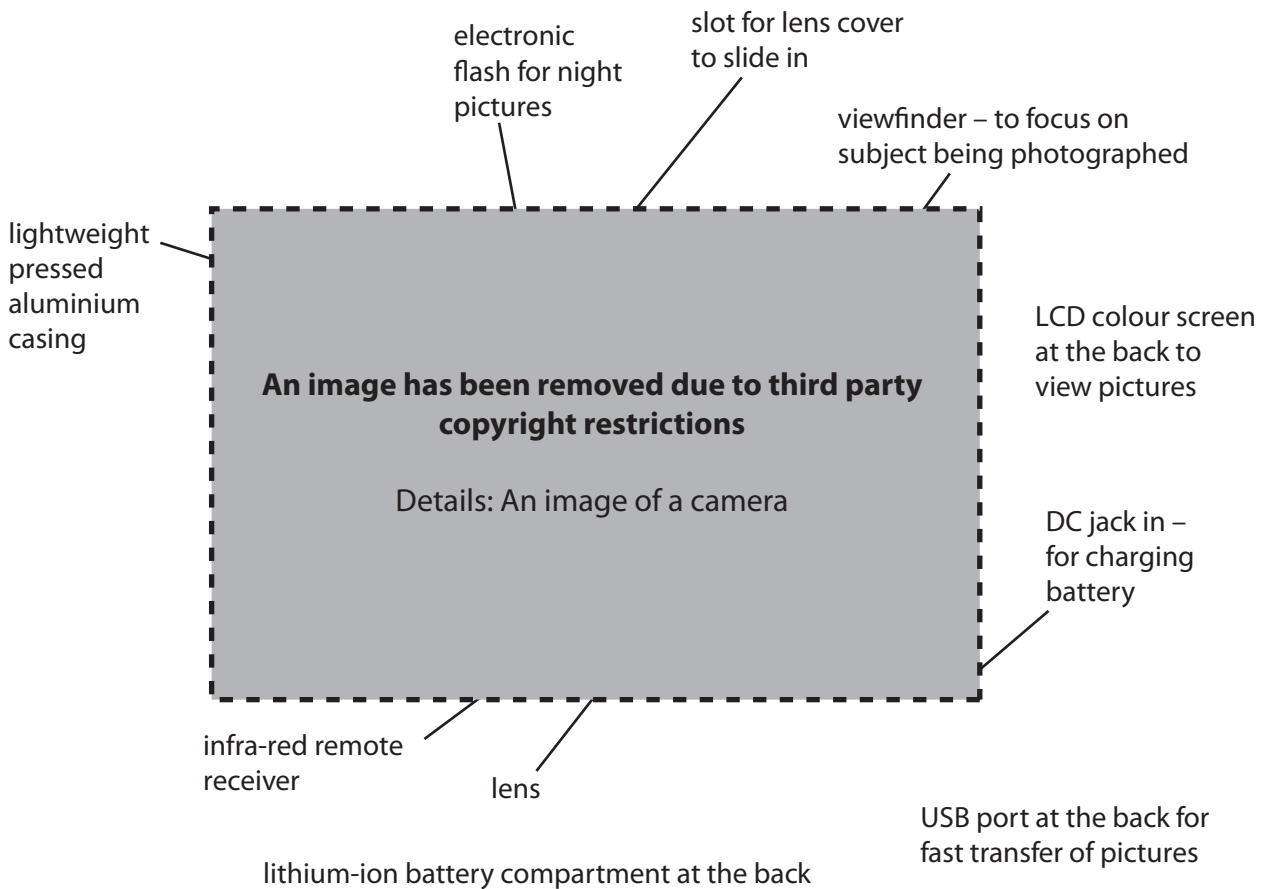 electronic
flash for night
pictures
slot for lens cover
to slide in
viewfinder – to focus on
subject being photographed
lightweight
pressed
aluminium
casing
An image has been removed due to third party
copyright restrictions
Details: An image of a camera
LCD colour screen
at the back to
view pictures
DC jack in –
for charging
battery
infra-red remote
receiver
lens
USB port at the back for
fast transfer of pictures
lithium-ion battery compartment at the back